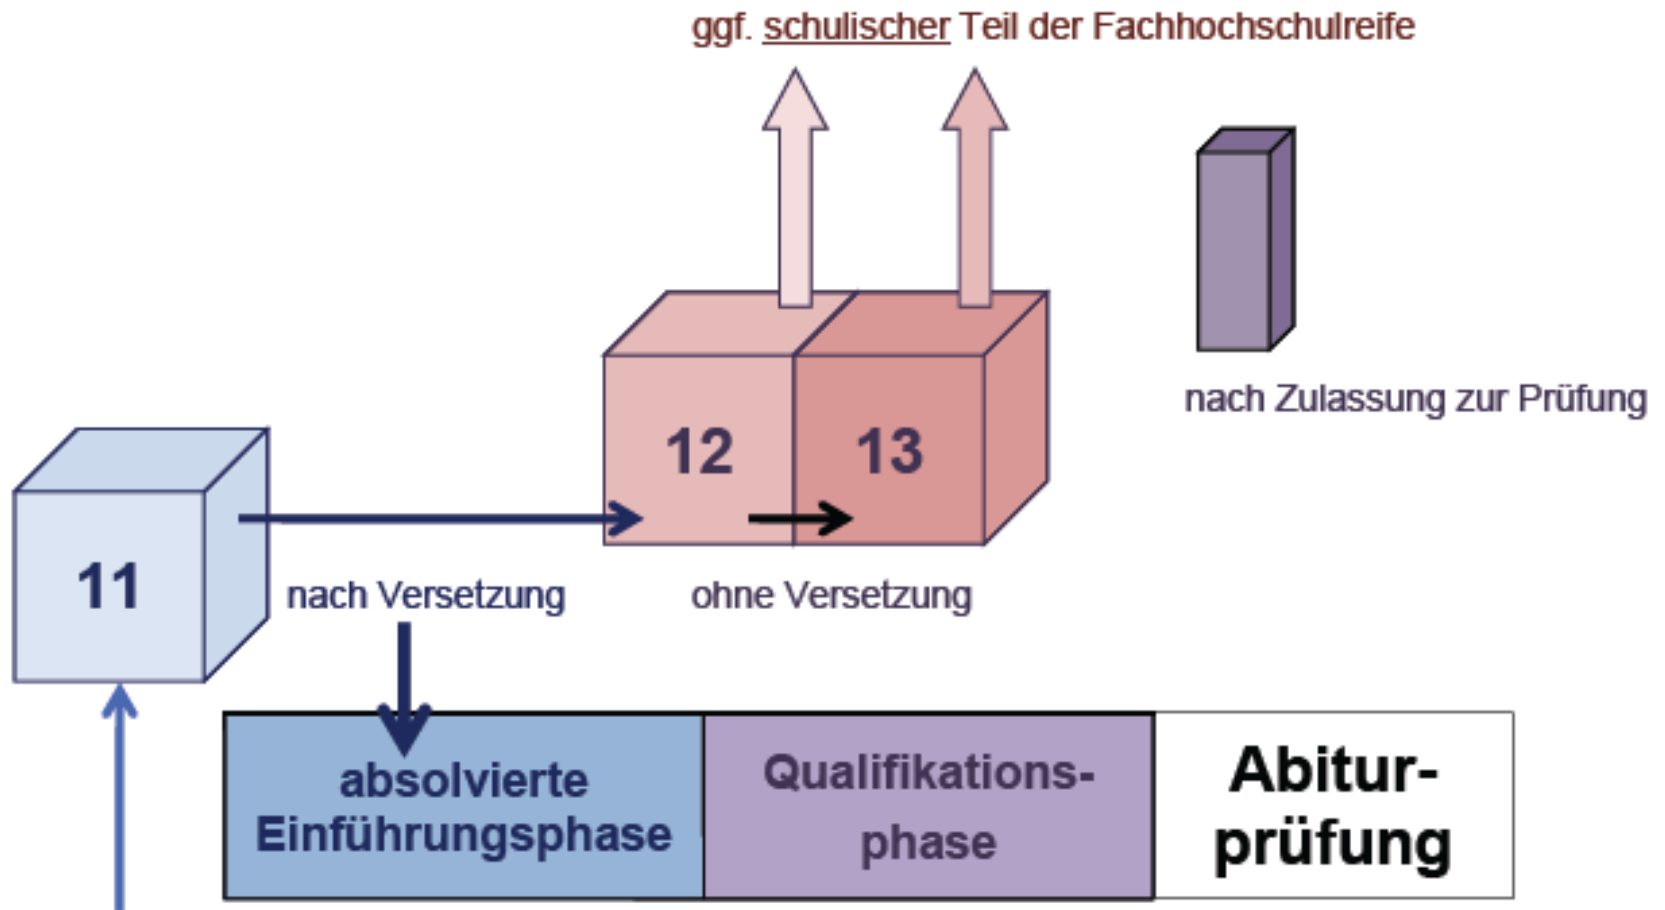 ggf. schulischer Teil der Fachhochschulreife
nach Zulassung zur Prüfung
12
13
11
nach Versetzung
ohne Versetzung
absolvierte
Einführungsphase
Qualifikations-
phase
Abitur-
prüfung